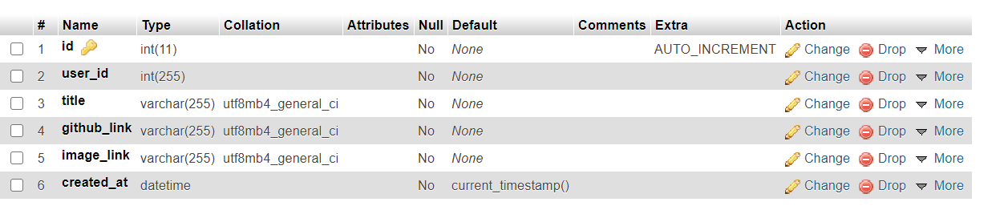 # Name Type Collation Attributes Null Default Comments Extra Action
1 id int(11) No None AUTO_INCREMENT Change Drop More
2 user_id int(255) No None Change Drop More
3 title varchar(255) utf8mb4_general_ci No None Change Drop More
4 github_link varchar(255) utf8mb4_general_ci No None Change Drop More
5 image_link varchar(255) utf8mb4_general_ci No None Change Drop More
6 created_at datetime No current_timestamp() Change Drop More